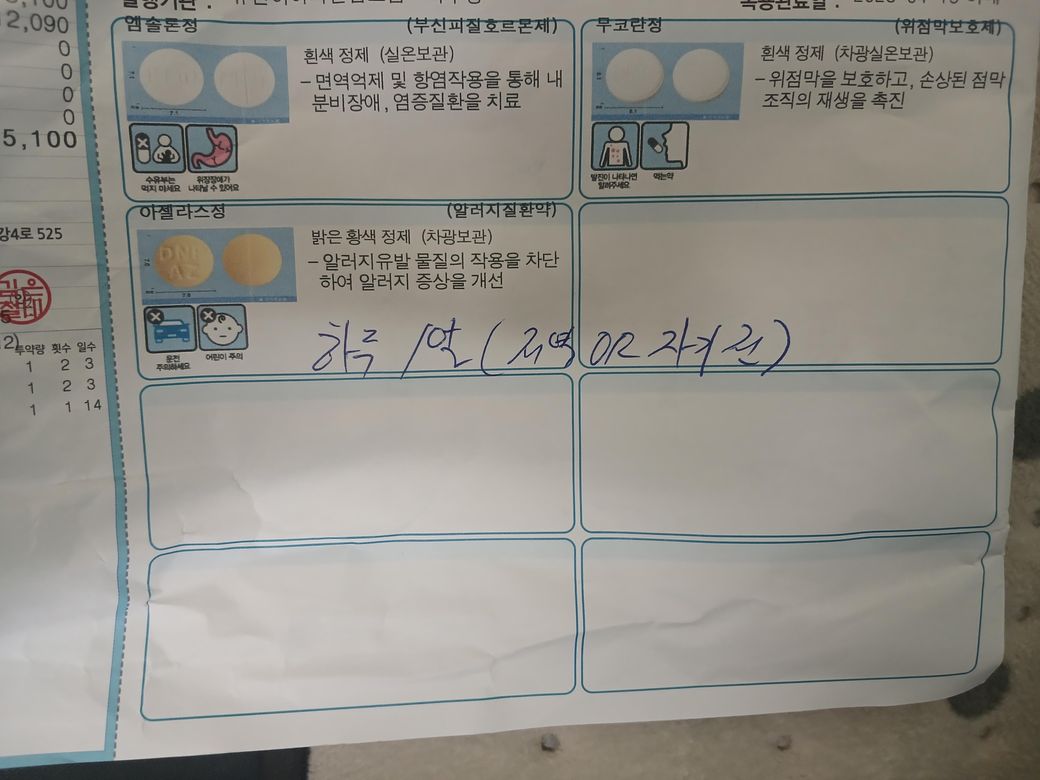 12,090
0
0
0
0
5,100
강4로 525
투약량 횟수 일수
1 2 3
1 2 3
1 1 14
엠솔론정 (부신피질호르몬제)
흰색 정제 (실온보관)
- 면역억제 및 항염작용을 통해 내
분비장애, 염증질환을 치료
수유부는
먹지 마세요
위장장애가
나타날 수 있어요
무코란정 (위점막보호제)
흰색 정제 (차광실온보관)
- 위점막을 보호하고, 손상된 점막
조직의 재생을 촉진
발진이 나타나면
알려주세요
먹는약
아젤라스정 (알러지질환약)
밝은 황색 정제 (차광보관)
- 알러지유발 물질의 작용을 차단
하여 알러지 증상을 개선
DNP
AZ
운전
주의하세요
어린이 주의
하루 1알 (저녁 OR 자기 전)